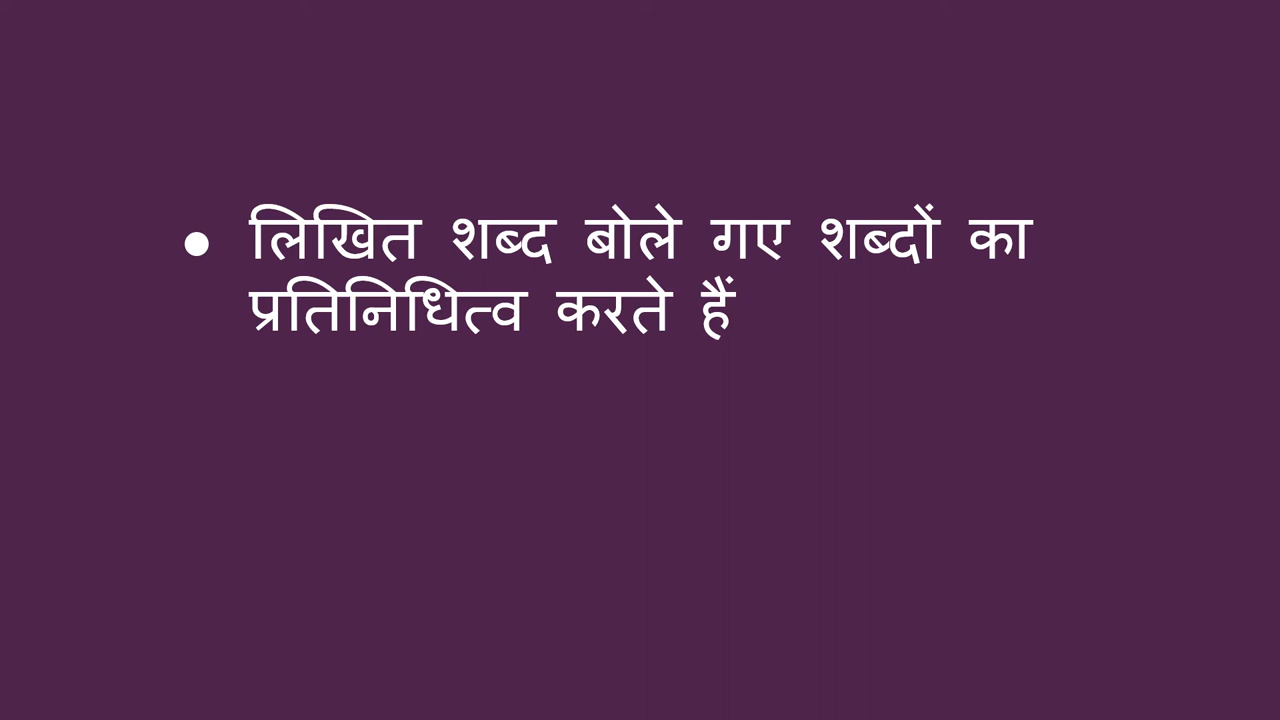 ● लिखित शब्द बोले गए शब्दों का
प्रतिनिधित्व करते हैं